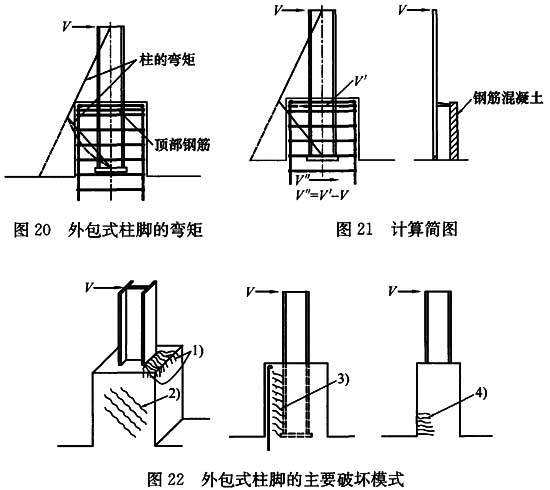 V
柱的弯矩
顶部钢筋
图 20 外包式柱脚的弯矩
V
V′
V″
V″=V′-V
V
钢筋混凝土
图 21 计算简图
V
1)
2)
V
3)
V
4)
图 22 外包式柱脚的主要破坏模式